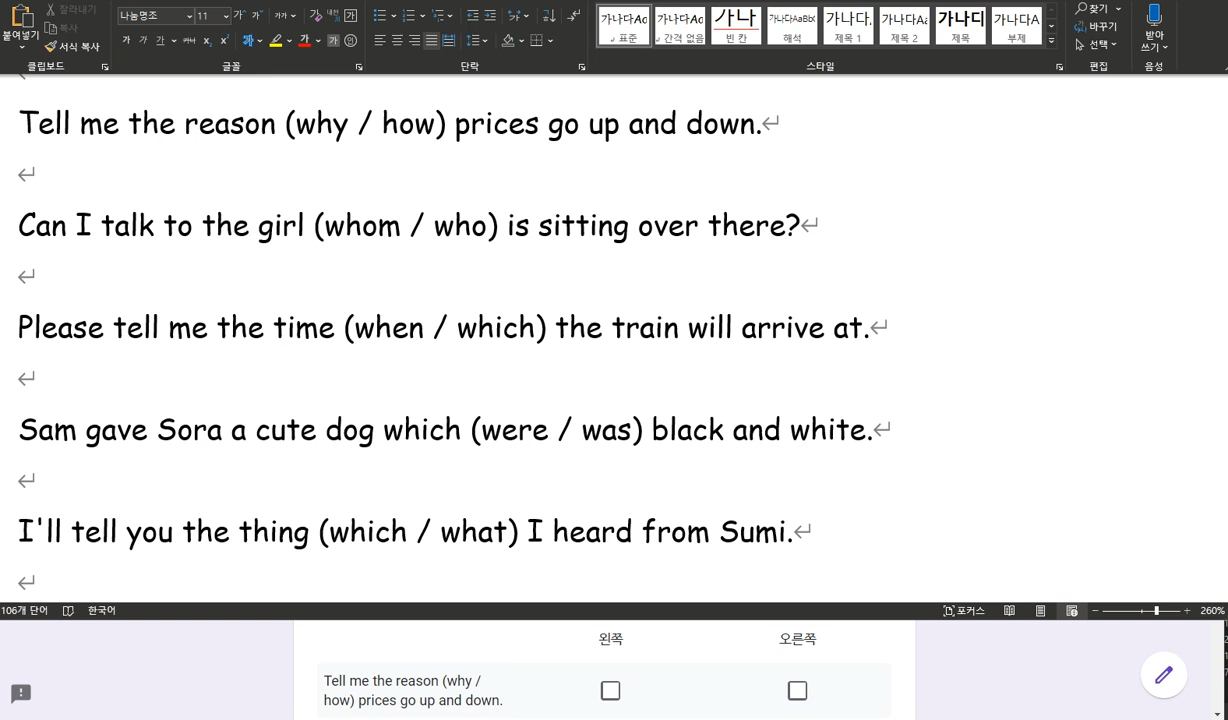 붙여넣기
잘라내기
복사
서식 복사
클립보드
나눔명조 11
가 가 가
글꼴
단락
가나다Aa 가나다Aa 가나 가나다AaBbC 가나다, 가나다Aa 가나디 가나다A
표준 간격 없음 빈 칸 해석 제목 1 제목 2 제목 부제
스타일
찾기
바꾸기
선택
편집
받아
쓰기
음성
Tell me the reason (why / how) prices go up and down.
Can I talk to the girl (whom / who) is sitting over there?
Please tell me the time (when / which) the train will arrive at.
Sam gave Sora a cute dog which (were / was) black and white.
I'll tell you the thing (which / what) I heard from Sumi.
106개 단어 한국어 포커스 260%
왼쪽 오른쪽
Tell me the reason (why /
how) prices go up and down.